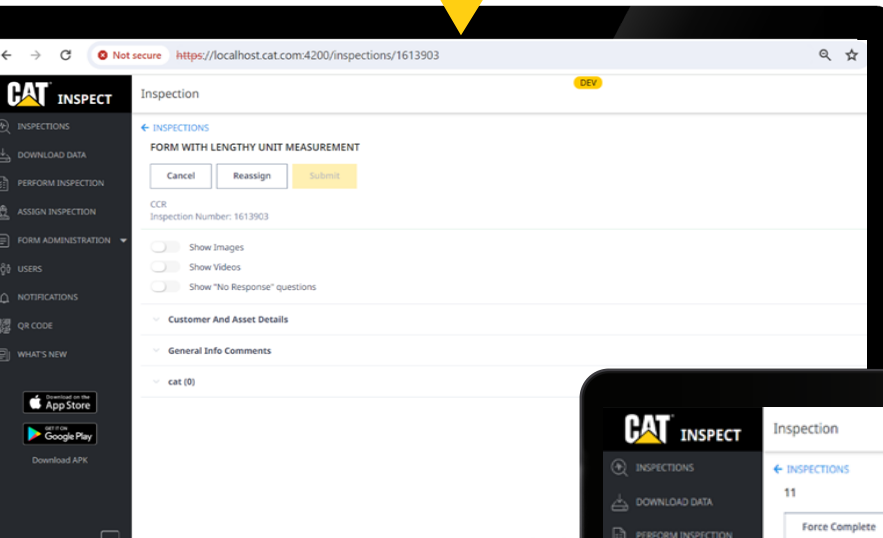 Not secure https://localhost.cat.com:4200/inspections/1613903
CAT INSPECT
INSPECTIONS
DOWNLOAD DATA
PERFORM INSPECTION
ASSIGN INSPECTION
FORM ADMINISTRATION
USERS
NOTIFICATIONS
QR CODE
WHAT'S NEW
Download on the
App Store
GET IT ON
Google Play
Download APK
Inspection
DEV
← INSPECTIONS
FORM WITH LENGTHY UNIT MEASUREMENT
Cancel Reassign Submit
CCR
Inspection Number: 1613903
Show Images
Show Videos
Show "No Response" questions
Customer And Asset Details
General Info Comments
cat (0)
CAT INSPECT
INSPECTIONS
DOWNLOAD DATA
PERFORM INSPECTION
Inspection
← INSPECTIONS
11
Force Complete